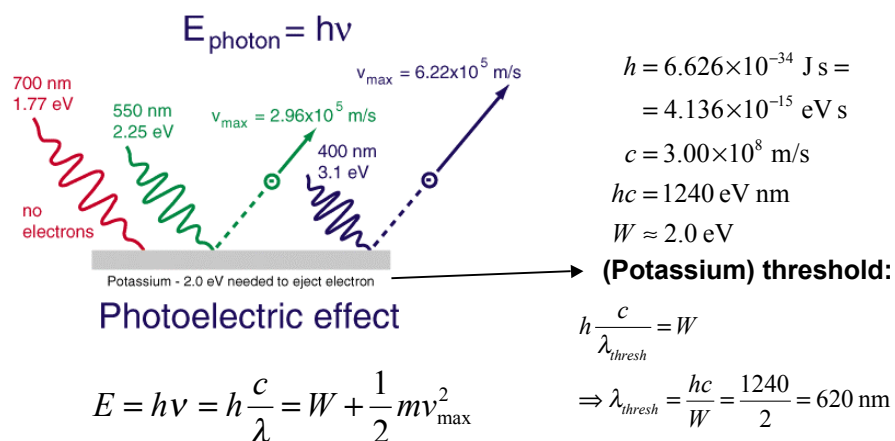 E_photon = hν
700 nm
1.77 eV
550 nm
2.25 eV
v_max = 2.96x10^5 m/s
v_max = 6.22x10^5 m/s
400 nm
3.1 eV
no
electrons
Potassium - 2.0 eV needed to eject electron
Photoelectric effect
E = hν = h c/λ = W + 1/2 mv_max^2
h = 6.626×10^−34 J s =
= 4.136×10^−15 eV s
c = 3.00×10^8 m/s
hc = 1240 eV nm
W ≈ 2.0 eV
(Potassium) threshold:
h c/λ_thresh = W
⇒ λ_thresh = hc/W = 1240/2 = 620 nm